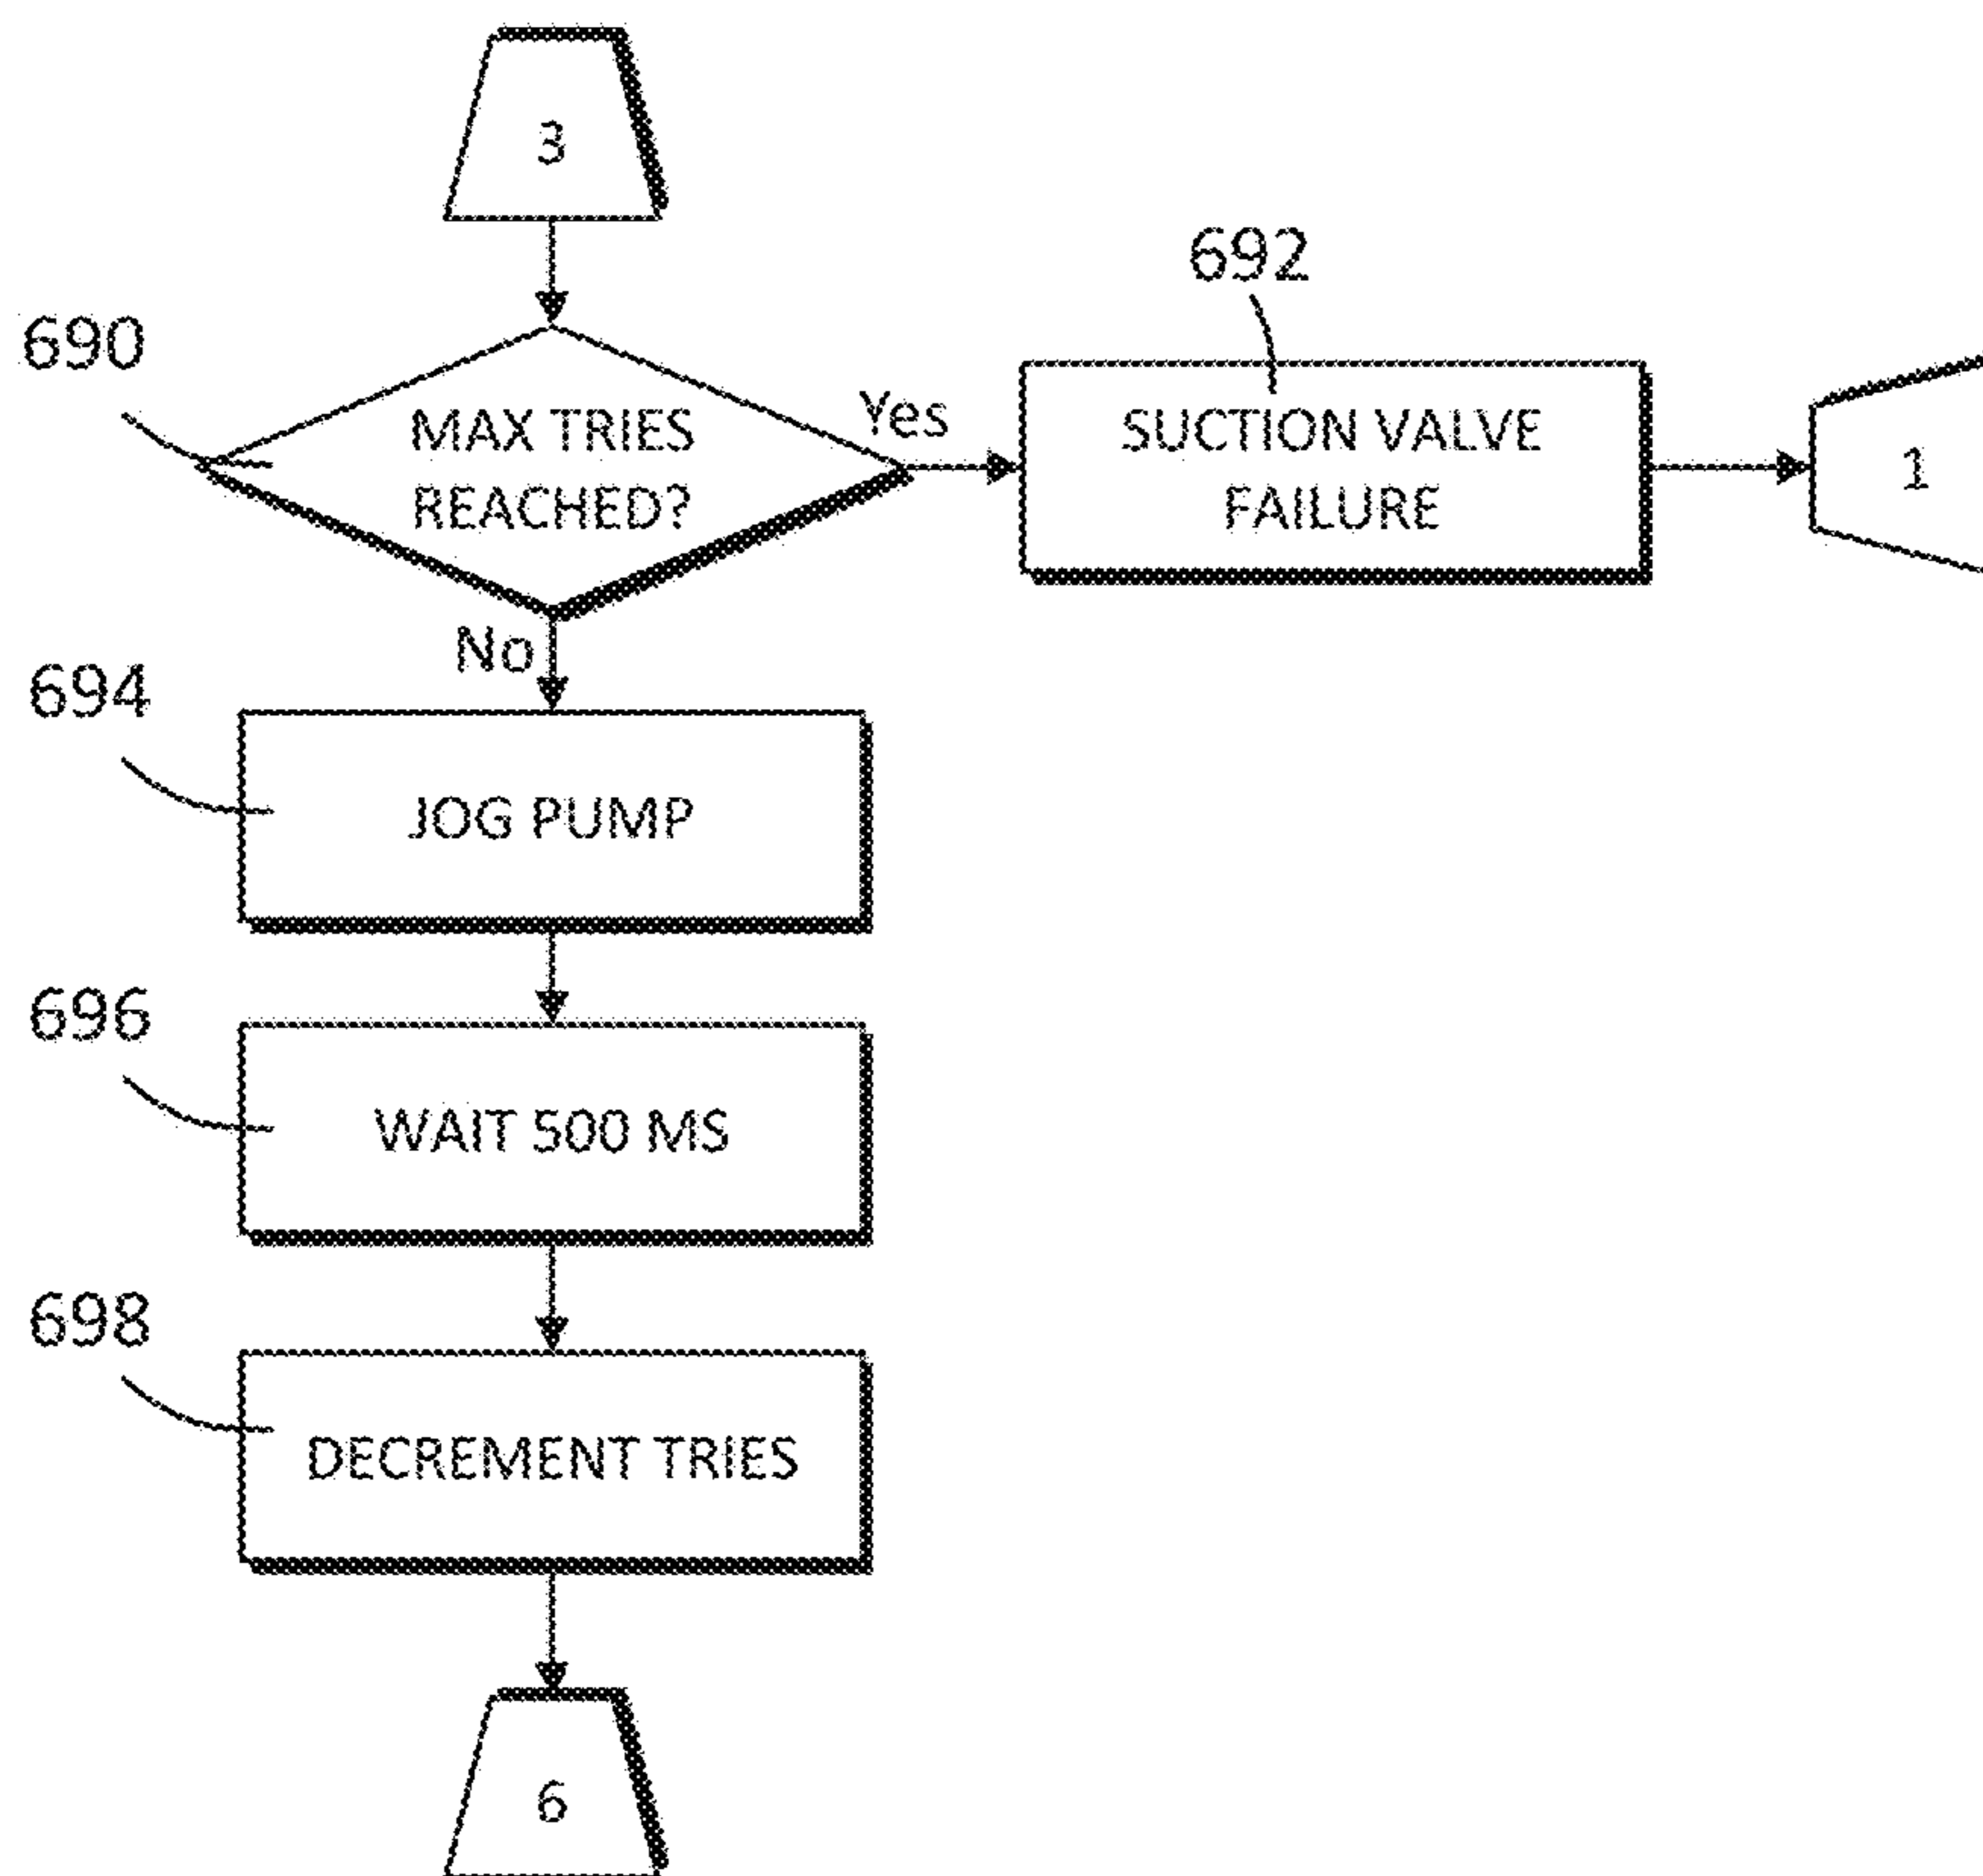 3
692
690
MAX TRIES
REACHED?
Yes
SUCTION VALVE
FAILURE
1
No
694
JOG PUMP
696
WAIT 500 MS
698
DECREMENT TRIES
6